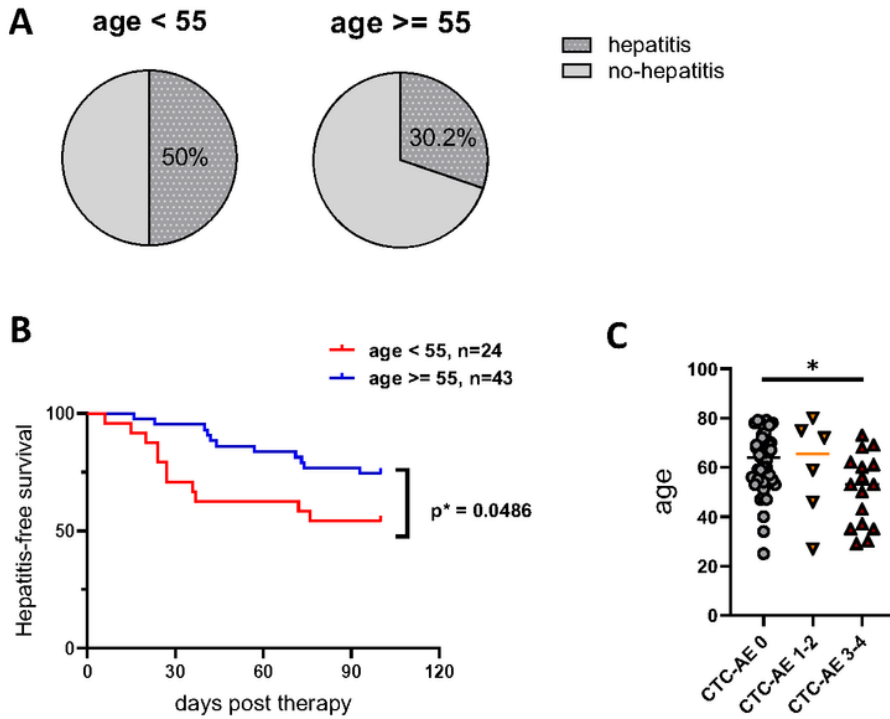 A
age < 55
age >= 55
hepatitis
no-hepatitis
50%
30.2%
B
age < 55, n=24
age >= 55, n=43
Hepatitis-free survival
100
50
0
0 30 60 90 120
days post therapy
p* = 0.0486
C
*
age
100
80
60
40
20
0
CTC-AE 0
CTC-AE 1-2
CTC-AE 3-4